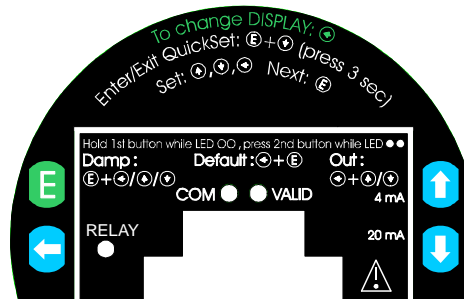 To change DISPLAY: ⬅
Enter/Exit QuickSet: Ⓔ+⬇ (press 3 sec)
Set: ⬆,⬇,⬅ Next: Ⓔ
Hold 1st button while LED OO, press 2nd button while LED ●●
Damp: Default: ⬅+Ⓔ Out:
Ⓔ+⬅/⬆/⬇ ⬅+⬆/⬇
COM VALID 4 mA
RELAY 20 mA
E